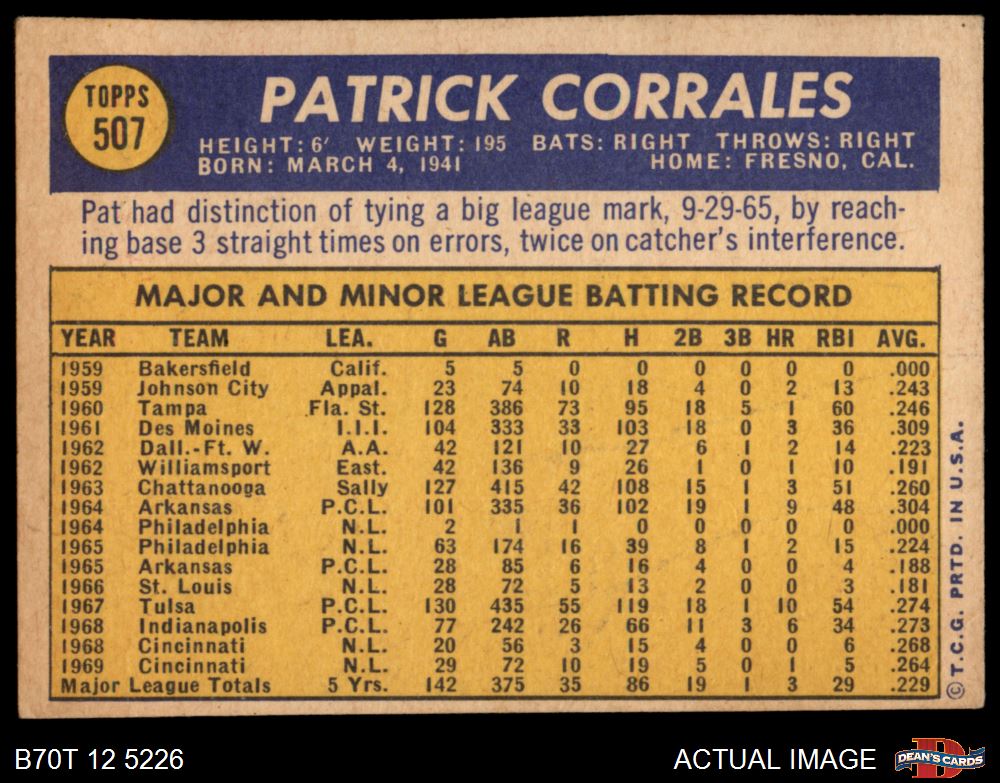 TOPPS
507
PATRICK CORRALES
HEIGHT: 6' WEIGHT: 195 BATS: RIGHT THROWS: RIGHT
BORN: MARCH 4, 1941 HOME: FRESNO, CAL.
Pat had distinction of tying a big league mark, 9-29-65, by reach-
ing base 3 straight times on errors, twice on catcher's interference.
MAJOR AND MINOR LEAGUE BATTING RECORD
YEAR TEAM LEA. G AB R H 2B 3B HR RBI AVG.
1959 Bakersfield Calif. 5 5 0 0 0 0 0 0 .000
1959 Johnson City Appal. 23 74 10 18 4 0 2 13 .243
1960 Tampa Fla. St. 128 386 73 95 18 5 1 60 .246
1961 Des Moines I.I.I. 104 333 33 103 18 0 3 36 .309
1962 Dall.-Ft. W. A.A. 42 121 10 27 6 1 2 14 .223
1962 Williamsport East. 42 136 9 26 1 0 1 10 .191
1963 Chattanooga Sally 127 415 42 108 15 1 3 51 .260
1964 Arkansas P.C.L. 101 335 36 102 19 1 9 48 .304
1964 Philadelphia N.L. 2 1 1 0 0 0 0 0 .000
1965 Philadelphia N.L. 63 174 16 39 8 1 2 15 .224
1965 Arkansas P.C.L. 28 85 6 16 4 0 0 4 .188
1966 St. Louis N.L. 28 72 5 13 2 0 0 3 .181
1967 Tulsa P.C.L. 130 435 55 119 18 1 10 54 .274
1968 Indianapolis P.C.L. 77 242 26 66 11 3 6 34 .273
1968 Cincinnati N.L. 20 56 3 15 4 0 0 6 .268
1969 Cincinnati N.L. 29 72 10 19 5 0 1 5 .264
Major League Totals 5 Yrs. 142 375 35 86 19 1 3 29 .229
© T.C.G. PRTD. IN U.S.A.
B70T 12 5226 ACTUAL IMAGE
D
DEAN'S CARDS